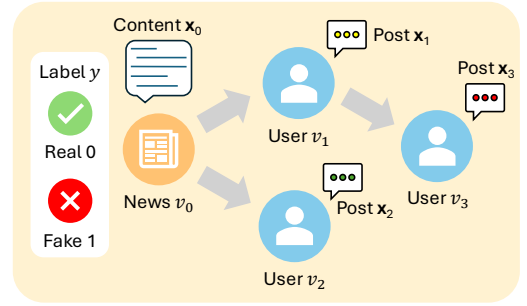 Label y
Real 0
Fake 1
Content x₀
News v₀
Post x₁
User v₁
Post x₂
User v₂
Post x₃
User v₃